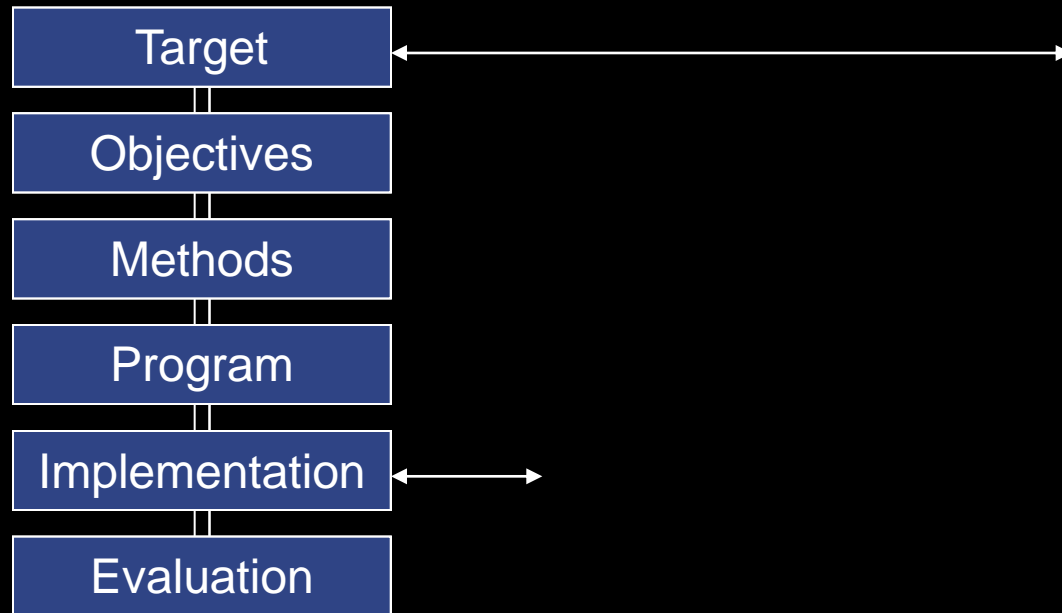 Target
Objectives
Methods
Program
Implementation
Evaluation